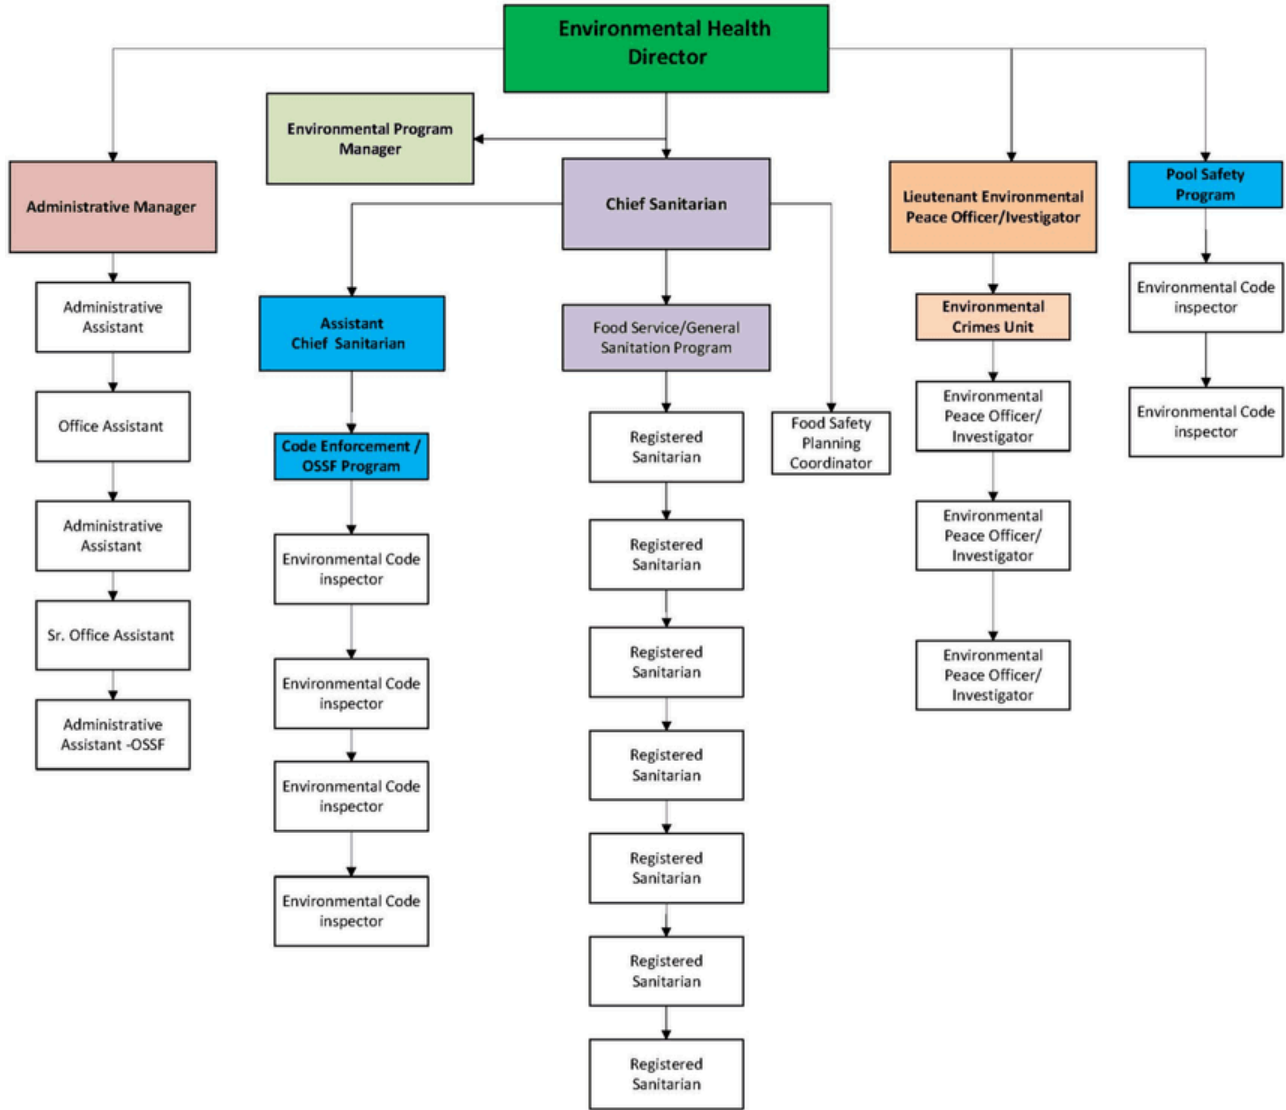 Environmental Health
Director
Environmental Program
Manager
Administrative Manager
Chief Sanitarian
Lieutenant Environmental
Peace Officer/Ivestigator
Pool Safety
Program
Administrative
Assistant
Office Assistant
Administrative
Assistant
Sr. Office Assistant
Administrative
Assistant -OSSF
Assistant
Chief Sanitarian
Code Enforcement /
OSSF Program
Environmental Code
inspector
Environmental Code
inspector
Environmental Code
inspector
Environmental Code
inspector
Food Service/General
Sanitation Program
Registered
Sanitarian
Registered
Sanitarian
Registered
Sanitarian
Registered
Sanitarian
Registered
Sanitarian
Registered
Sanitarian
Registered
Sanitarian
Food Safety
Planning
Coordinator
Environmental
Crimes Unit
Environmental
Peace Officer/
Investigator
Environmental
Peace Officer/
Investigator
Environmental
Peace Officer/
Investigator
Environmental Code
inspector
Environmental Code
inspector